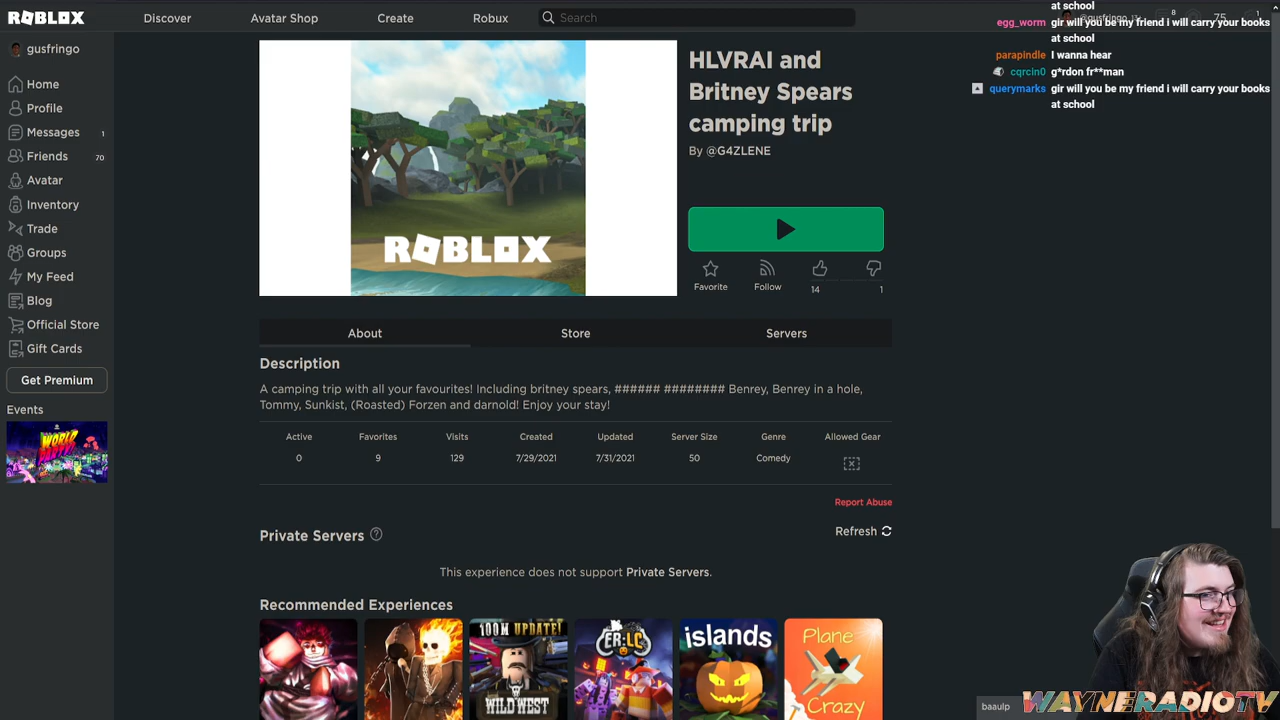 ROBLOX
Discover
Avatar Shop
Create
Robux
Search
gusfringo
Home
Profile
Messages 1
Friends 70
Avatar
Inventory
Trade
Groups
My Feed
Blog
Official Store
Gift Cards
Get Premium
Events
ROBLOX
HLVRAI and
Britney Spears
camping trip
By @G4ZLENE
Favorite
Follow
14
1
About
Store
Servers
Description
A camping trip with all your favourites! Including britney spears, ###### ######## Benrey, Benrey in a hole,
Tommy, Sunkist, (Roasted) Forzen and darnold! Enjoy your stay!
Active
Favorites
Visits
Created
Updated
Server Size
Genre
Allowed Gear
0
9
129
7/29/2021
7/31/2021
50
Comedy
Report Abuse
Private Servers
Refresh
This experience does not support Private Servers.
Recommended Experiences
100M UPDATE!
WILD WEST
ER:LC
islands
Plane
Crazy
at school
egg_worm gir will you be my friend i will carry your books
at school
parapindle I wanna hear
cqrcin0 g*rdon fr**man
querymarks gir will you be my friend i will carry your books
at school
8
75
1
baaulp
WAYNERADIOTV